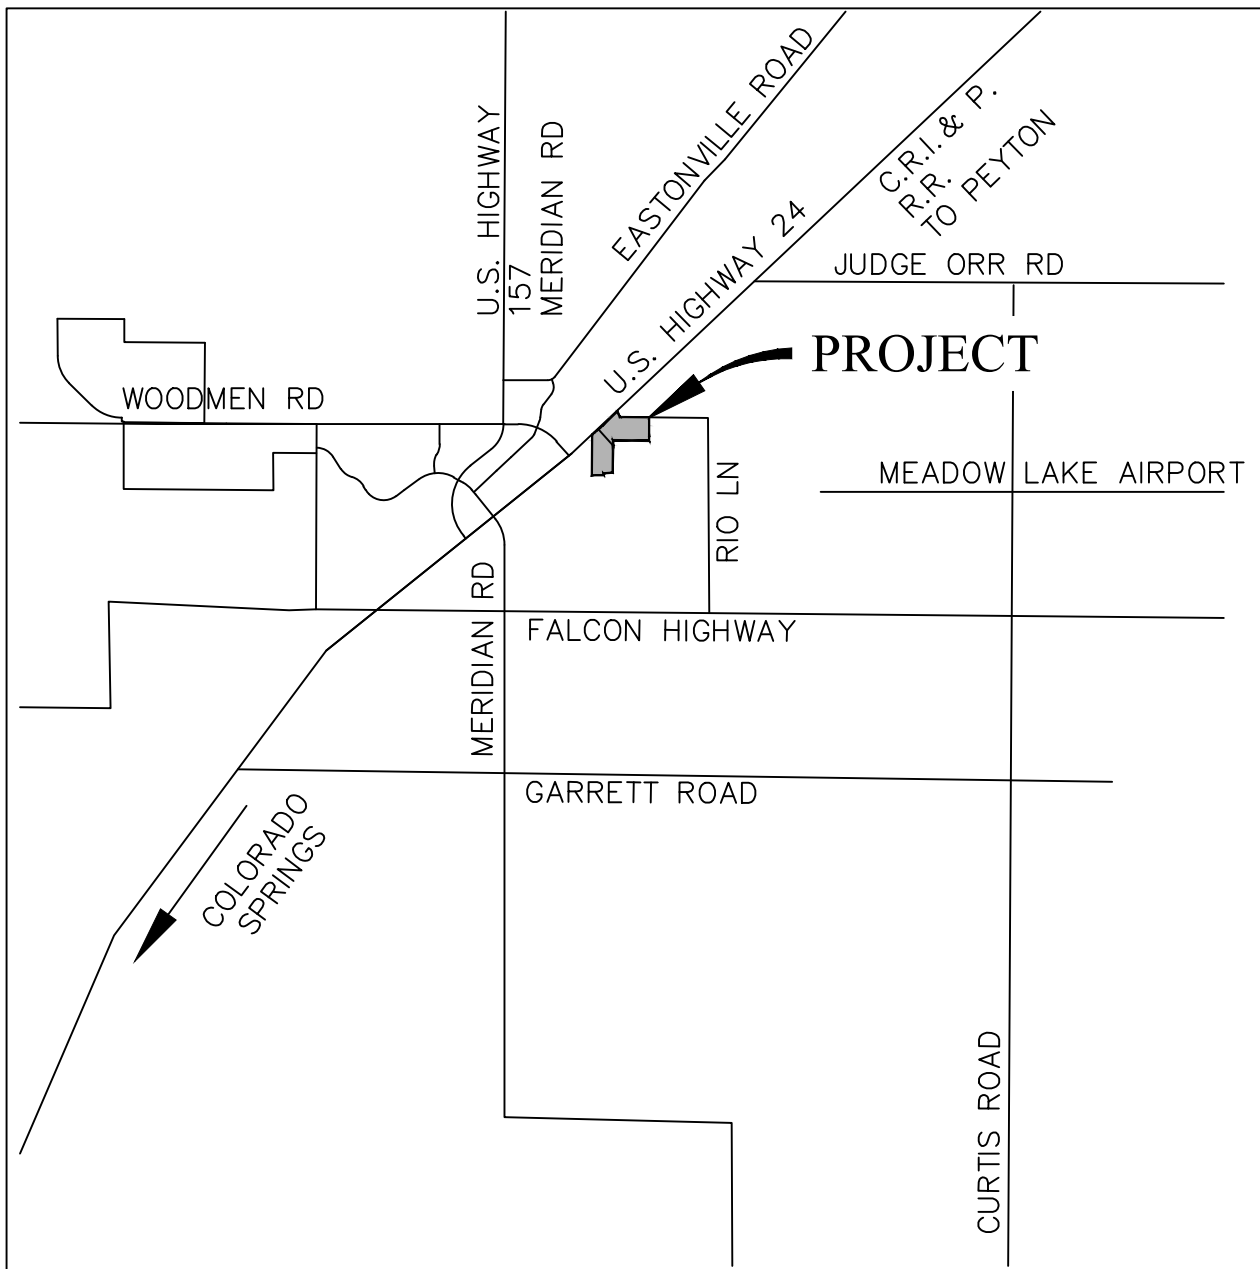 U.S. HIGHWAY
157
MERIDIAN RD
EASTONVILLE ROAD
C.R.I. & P.
R.R.
TO PEYTON
U.S. HIGHWAY 24
JUDGE ORR RD
PROJECT
WOODMEN RD
MEADOW LAKE AIRPORT
RIO LN
MERIDIAN RD
FALCON HIGHWAY
GARRETT ROAD
COLORADO
SPRINGS
CURTIS ROAD